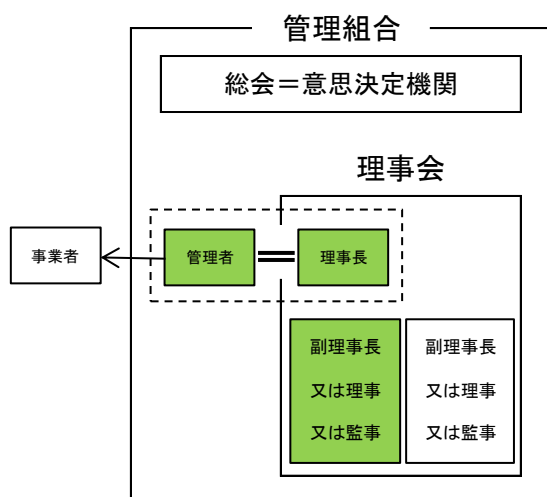 管理組合
総会＝意思決定機関
理事会
事業者
管理者
理事長
副理事長
又は理事
又は監事
副理事長
又は理事
又は監事